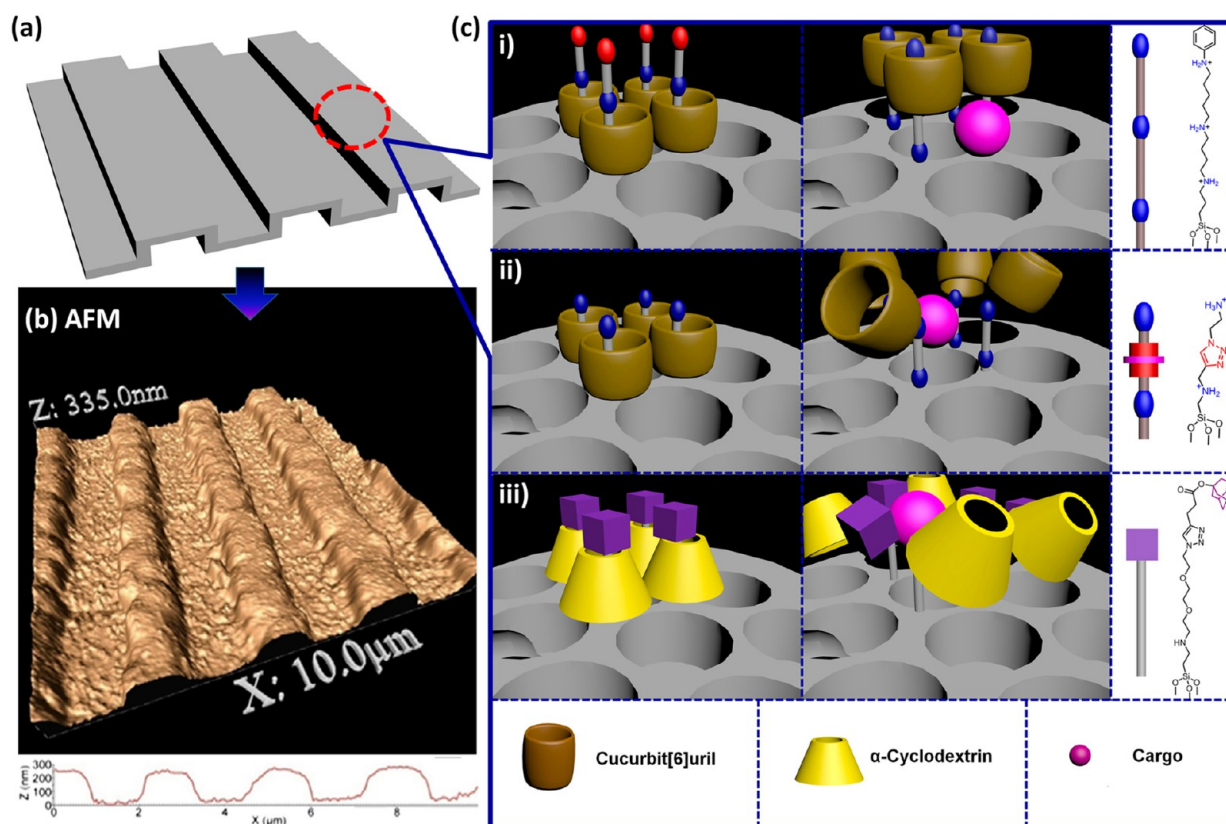 (a)
(b) AFM
Z: 335.0nm
X: 10.0μm
300
200
100
0
Z (nm)
0 2 4 6 8
X (μm)
(c)
i)
H₂N⁺
H₂N⁺
⁺NH₂
Si
O O O
ii)
H₃N⁺
N N
N
⁺NH₂
Si
O O O
iii)
O
O
N N
N
O
O
HN
Si
O O O
Cucurbit[6]uril
α-Cyclodextrin
Cargo